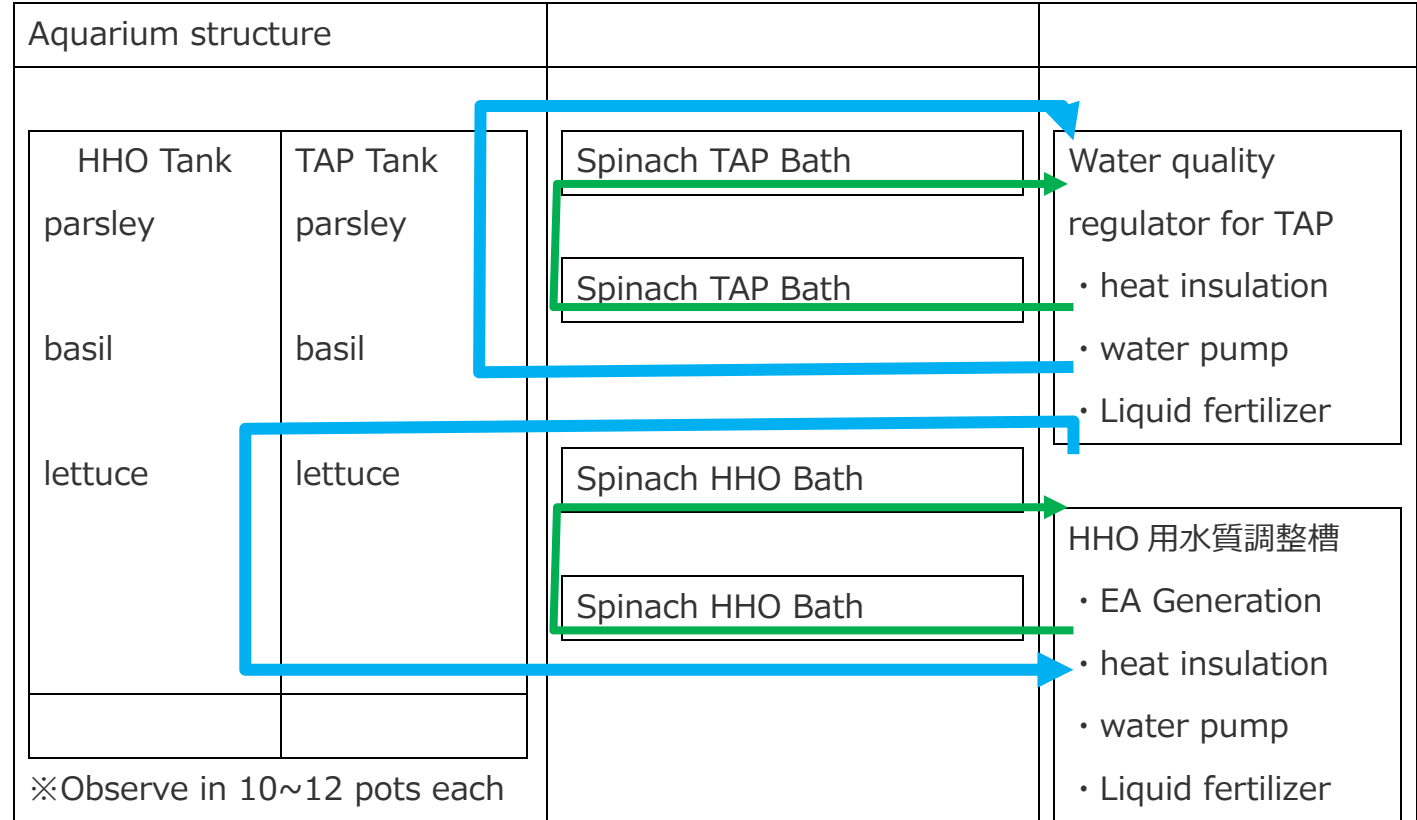 Aquarium structure
HHO Tank
parsley
basil
lettuce
TAP Tank
parsley
basil
lettuce
※Observe in 10~12 pots each
Spinach TAP Bath
Spinach TAP Bath
Spinach HHO Bath
Spinach HHO Bath
Water quality
regulator for TAP
・heat insulation
・water pump
・Liquid fertilizer
HHO 用水質調整槽
・EA Generation
・heat insulation
・water pump
・Liquid fertilizer